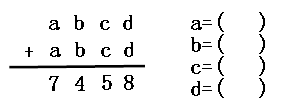 a b c d
+ a b c d
7 4 5 8
a=( )
b=( )
c=( )
d=( )